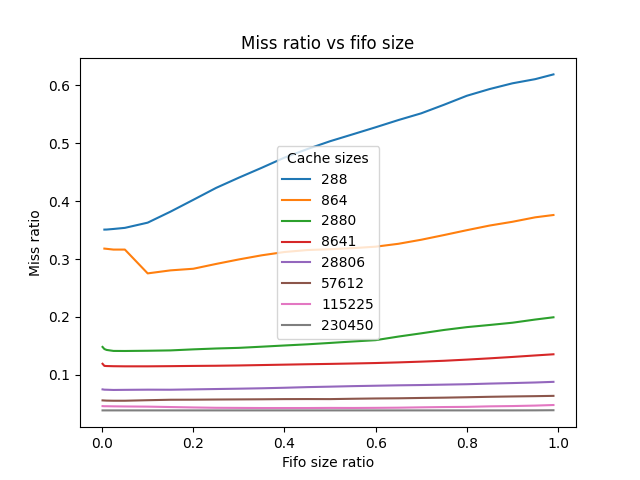 Miss ratio vs fifo size
Miss ratio
0.6
0.5
0.4
0.3
0.2
0.1
Cache sizes
288
864
2880
8641
28806
57612
115225
230450
0.0 0.2 0.4 0.6 0.8 1.0
Fifo size ratio